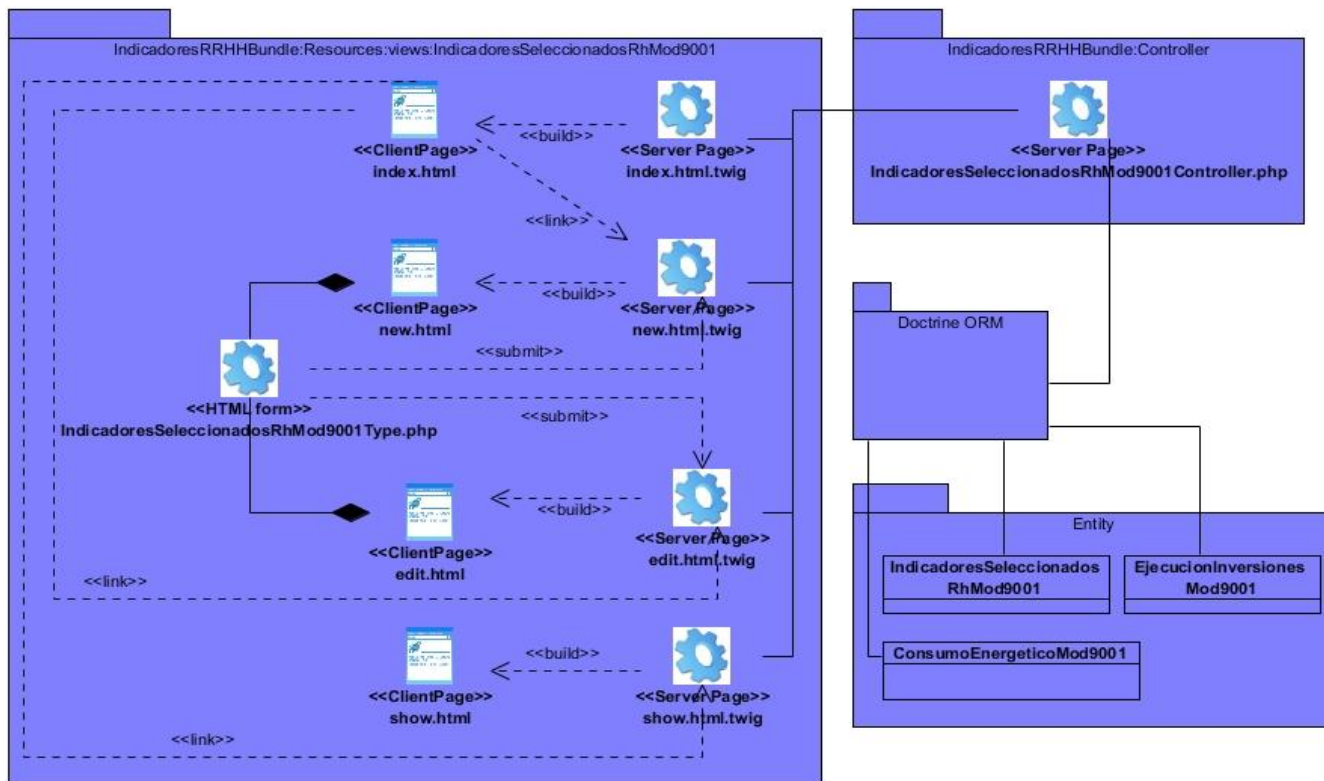 IndicadoresRRHHBundle:Resources:views:IndicadoresSeleccionadosRhMod9001
IndicadoresRRHHBundle:Controller
<<build>>
<<ClientPage>>
index.html
<<Server Page>>
index.html.twig
<<Server Page>>
IndicadoresSeleccionadosRhMod9001Controller.php
<<link>>
<<build>>
<<ClientPage>>
new.html
<<Server Page>>
new.html.twig
Doctrine ORM
<<submit>>
<<HTML form>>
IndicadoresSeleccionadosRhMod9001Type.php
<<submit>>
<<build>>
<<ClientPage>>
edit.html
<<Server Page>>
edit.html.twig
<<link>>
Entity
IndicadoresSeleccionados
RhMod9001
EjecucionInversiones
Mod9001
ConsumoEnergeticoMod9001
<<build>>
<<ClientPage>>
show.html
<<Server Page>>
show.html.twig
<<link>>